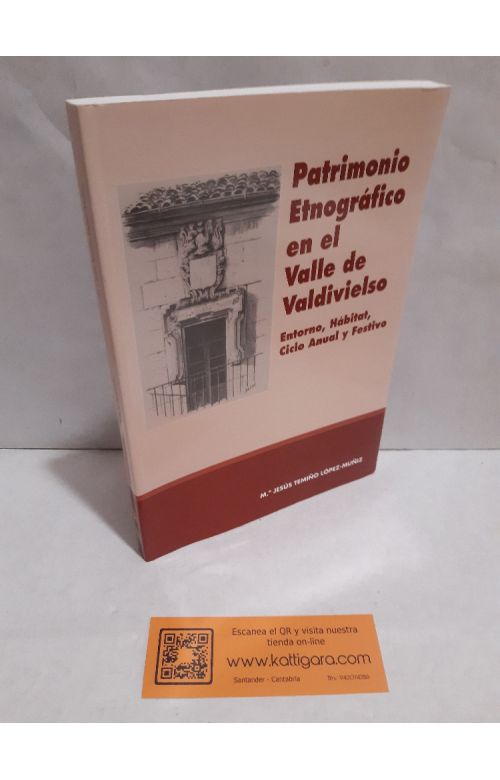 Patrimonio
Etnográfico
en el
Valle de
Valdivielso
Entorno, Hábitat,
Ciclo Anual y Festivo
M.ª JESÚS TEMIÑO LÓPEZ-MUÑIZ
Escanea el QR y visita nuestra
tienda on-line
www.kattigara.com
Santander - Cantabria